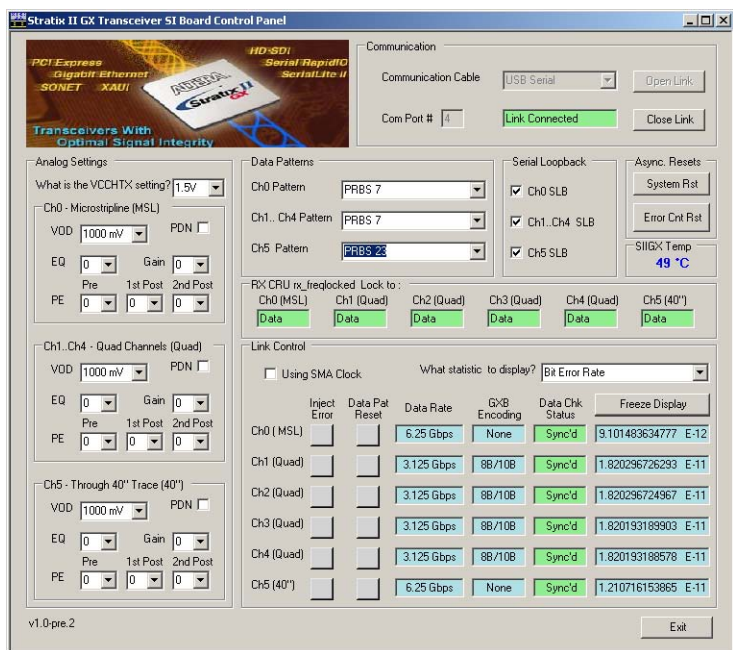 Stratix II GX Transceiver SI Board Control Panel
PCI Express
Gigabit Ethernet
SONET XAUI
HD-SDI
Serial RapidIO
SerialLite II
ALTERA
Stratix II
GX
Transceivers With
Optimal Signal Integrity
Communication
Communication Cable USB Serial Open Link
Com Port # 4 Link Connected Close Link
Analog Settings
What is the VCCHTX setting? 1.5V
Ch0 - Microstripline (MSL)
VOD 1000 mV PDN
EQ 0 Gain 0
Pre 1st Post 2nd Post
PE 0 0 0
Ch1..Ch4 - Quad Channels (Quad)
VOD 1000 mV PDN
EQ 0 Gain 0
Pre 1st Post 2nd Post
PE 0 0 0
Ch5 - Through 40" Trace (40")
VOD 1000 mV PDN
EQ 0 Gain 0
Pre 1st Post 2nd Post
PE 0 0 0
Data Patterns
Ch0 Pattern PRBS 7
Ch1.. Ch4 Pattern PRBS 7
Ch5 Pattern PRBS 23
Serial Loopback
Ch0 SLB
Ch1..Ch4 SLB
Ch5 SLB
Async. Resets
System Rst
Error Cnt Rst
SIIGX Temp
49 °C
RX CRU rx_freqlocked Lock to :
Ch0 (MSL) Ch1 (Quad) Ch2 (Quad) Ch3 (Quad) Ch4 (Quad) Ch5 (40")
Data Data Data Data Data Data
Link Control
Using SMA Clock What statistic to display? Bit Error Rate
Inject Error Data Pat Reset Data Rate GXB Encoding Data Chk Status Freeze Display
Ch0 ( MSL) 6.25 Gbps None Sync'd 9.101483634777 E-12
Ch1 (Quad) 3.125 Gbps 8B/10B Sync'd 1.820296726293 E-11
Ch2 (Quad) 3.125 Gbps 8B/10B Sync'd 1.820296724967 E-11
Ch3 (Quad) 3.125 Gbps 8B/10B Sync'd 1.820193189903 E-11
Ch4 (Quad) 3.125 Gbps 8B/10B Sync'd 1.820193188578 E-11
Ch5 (40") 6.25 Gbps None Sync'd 1.210716153865 E-11
v1.0-pre.2
Exit